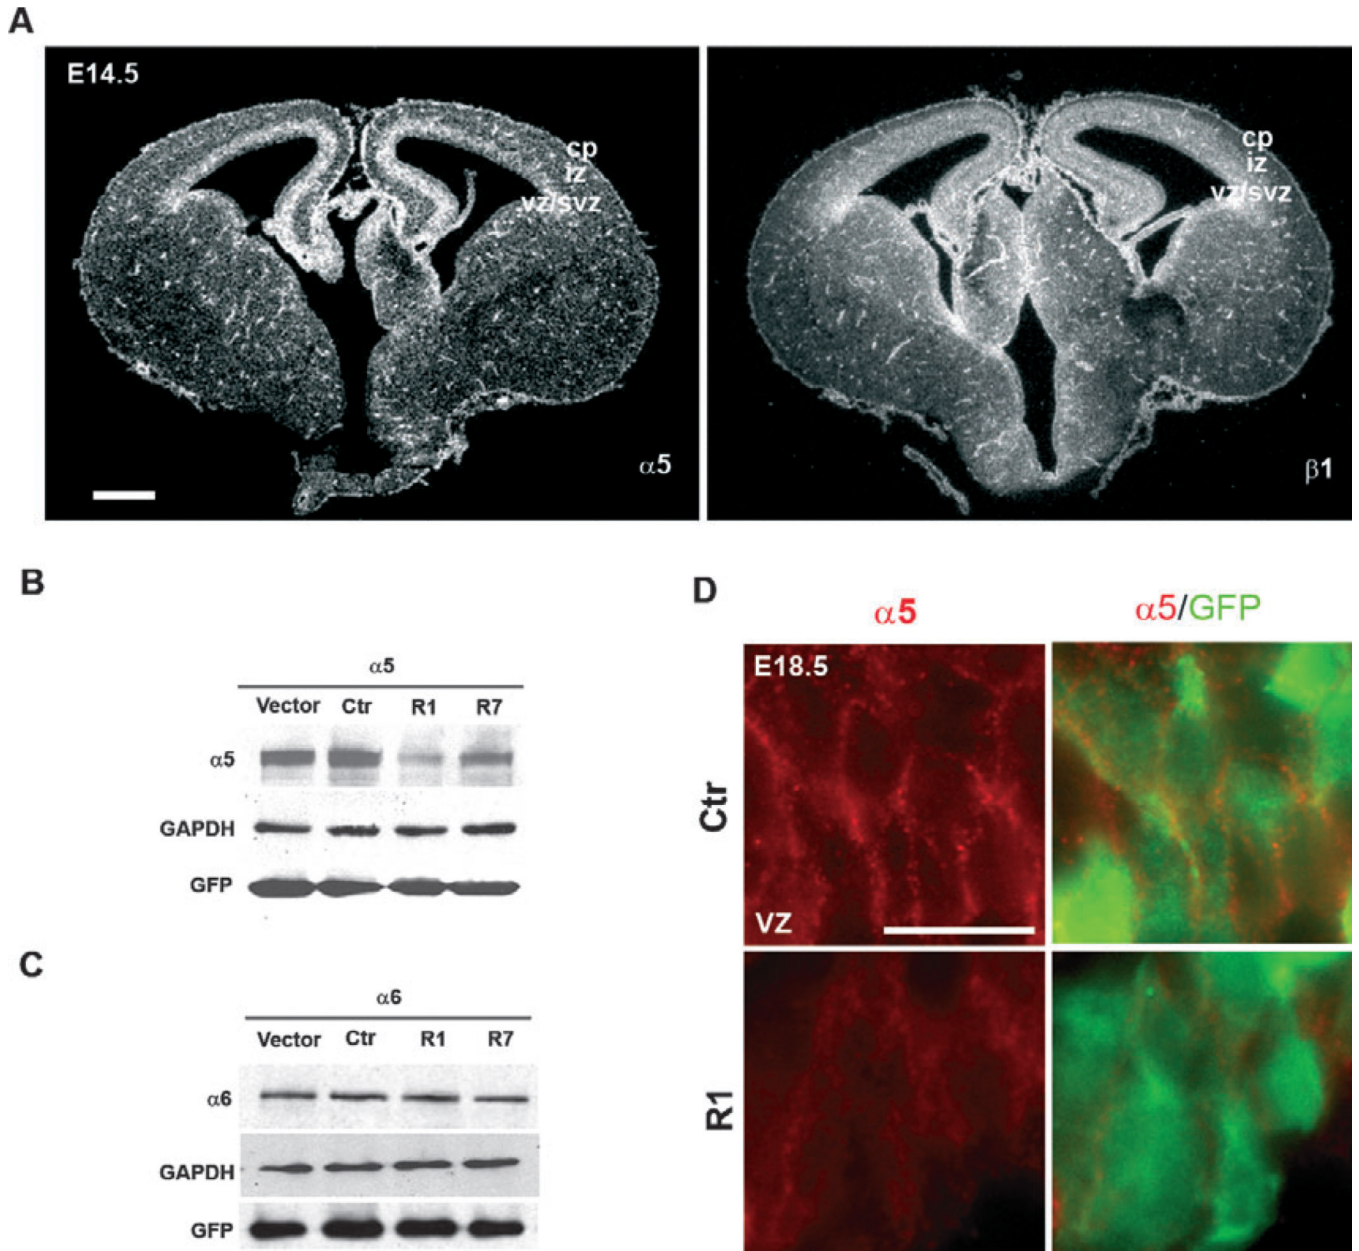 A
E14.5
cp
iz
vz/svz
α5
cp
iz
vz/svz
β1
B
α5
Vector Ctr R1 R7
α5
GAPDH
GFP
C
α6
Vector Ctr R1 R7
α6
GAPDH
GFP
D
α5 α5/GFP
Ctr
E18.5
VZ
R1